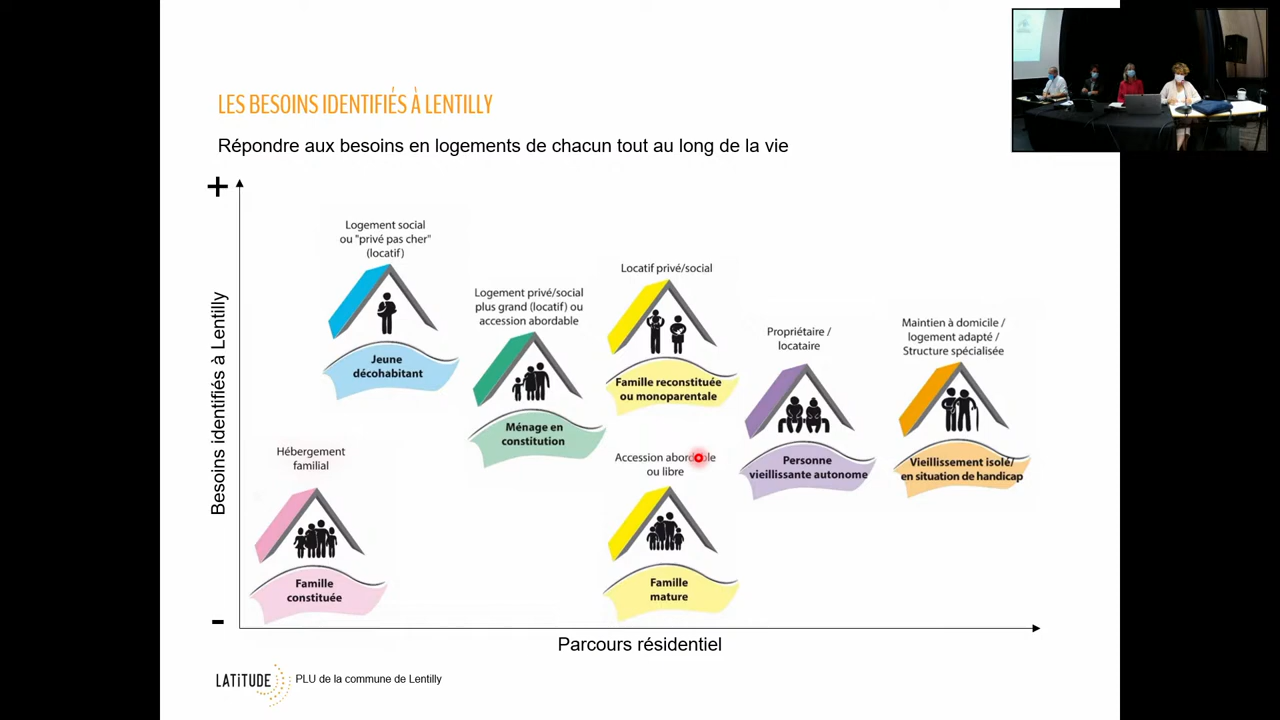 LES BESOINS IDENTIFIÉS À LENTILLY
Répondre aux besoins en logements de chacun tout au long de la vie
+
Besoins identifiés à Lentilly
-
Logement social
ou "privé pas cher"
(locatif)
Jeune
décohabitant
Logement privé/social
plus grand (locatif) ou
accession abordable
Ménage en
constitution
Locatif privé/social
Famille reconstituée
ou monoparentale
Propriétaire /
locataire
Personne
vieillissante autonome
Maintien à domicile /
logement adapté /
Structure spécialisée
Vieillissement isolé/
en situation de handicap
Hébergement
familial
Famille
constituée
Accession abordable
ou libre
Famille
mature
Parcours résidentiel
LATiTUDE
PLU de la commune de Lentilly